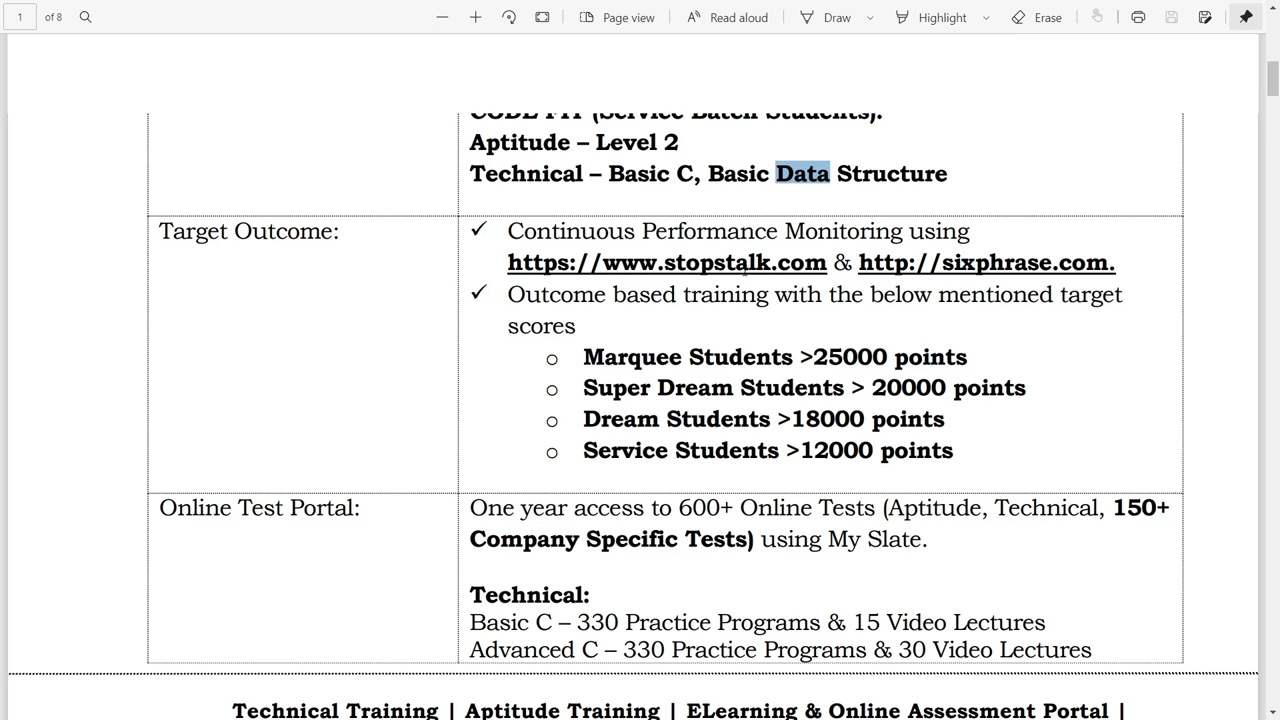 1 of 8
Page view
Read aloud
Draw
Highlight
Erase
CODE FIT (Service Batch Students):
Aptitude – Level 2
Technical – Basic C, Basic Data Structure
Target Outcome:
✓ Continuous Performance Monitoring using
https://www.stopstalk.com & http://sixphrase.com.
✓ Outcome based training with the below mentioned target
scores
o Marquee Students >25000 points
o Super Dream Students > 20000 points
o Dream Students >18000 points
o Service Students >12000 points
Online Test Portal:
One year access to 600+ Online Tests (Aptitude, Technical, 150+
Company Specific Tests) using My Slate.
Technical:
Basic C – 330 Practice Programs & 15 Video Lectures
Advanced C – 330 Practice Programs & 30 Video Lectures
Technical Training | Aptitude Training | ELearning & Online Assessment Portal |